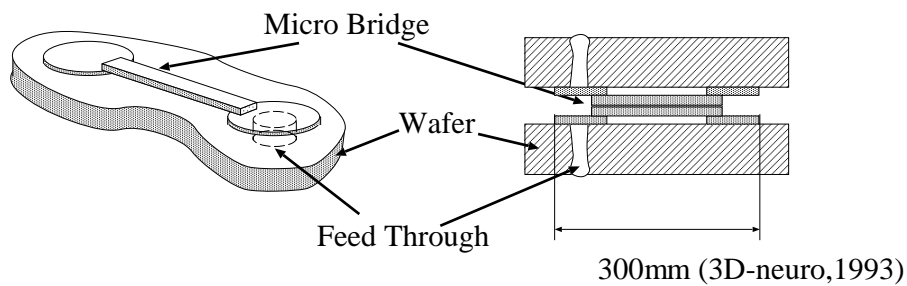 Micro Bridge
Wafer
Feed Through
300mm (3D-neuro,1993)